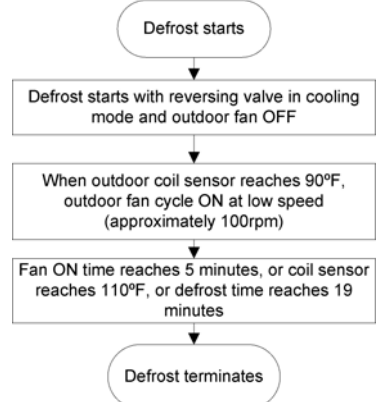 Defrost starts
Defrost starts with reversing valve in cooling
mode and outdoor fan OFF
When outdoor coil sensor reaches 90ºF,
outdoor fan cycle ON at low speed
(approximately 100rpm)
Fan ON time reaches 5 minutes, or coil sensor
reaches 110ºF, or defrost time reaches 19
minutes
Defrost terminates